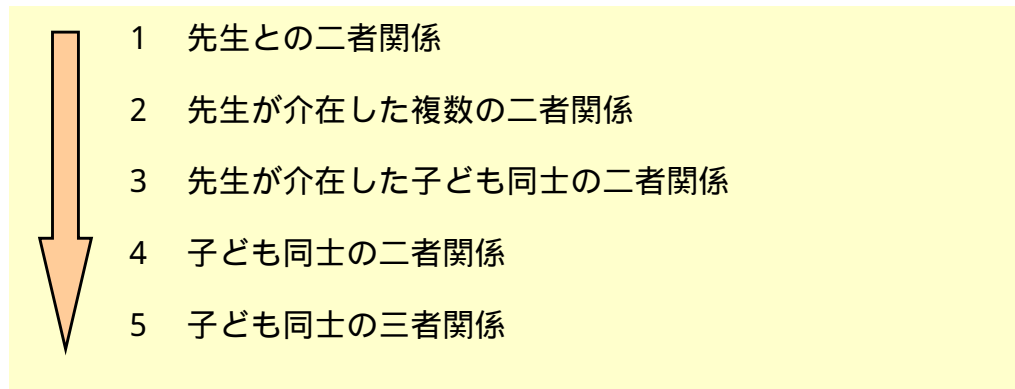 1 先生との二者関係
2 先生が介在した複数の二者関係
3 先生が介在した子ども同士の二者関係
4 子ども同士の二者関係
5 子ども同士の三者関係